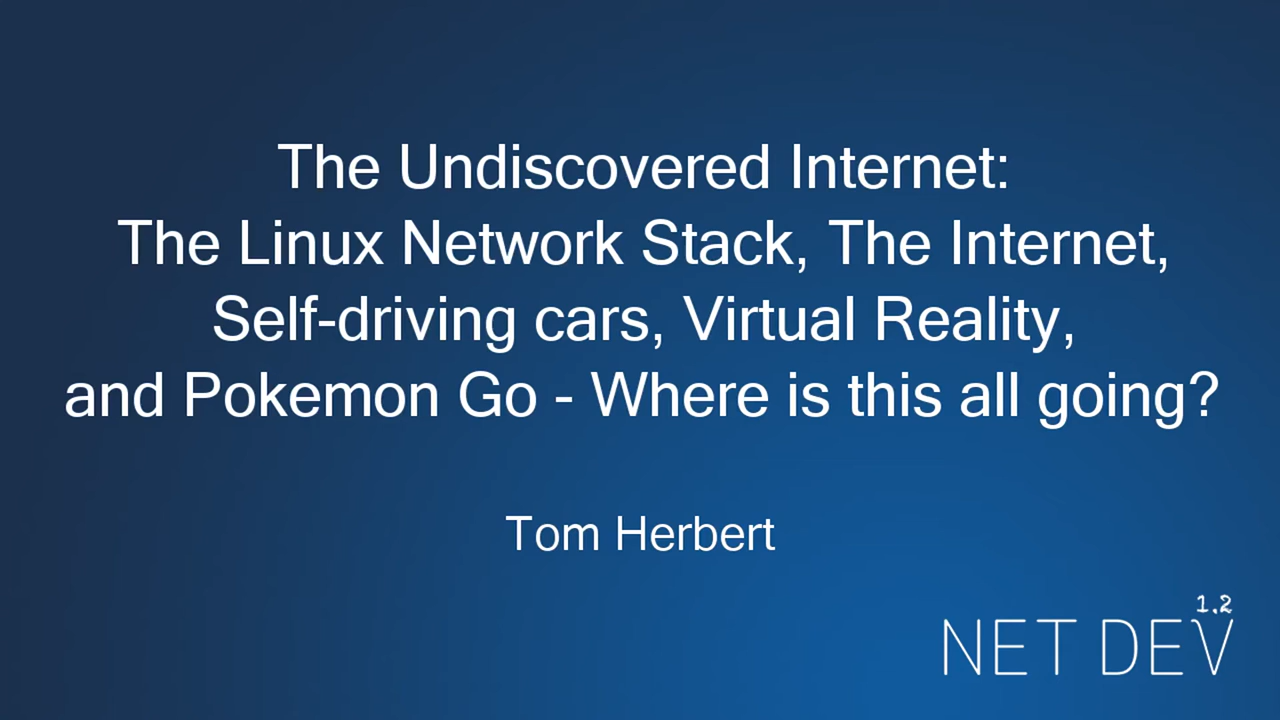 The Undiscovered Internet:
The Linux Network Stack, The Internet,
Self-driving cars, Virtual Reality,
and Pokemon Go - Where is this all going?
Tom Herbert
1.2
NET DEV